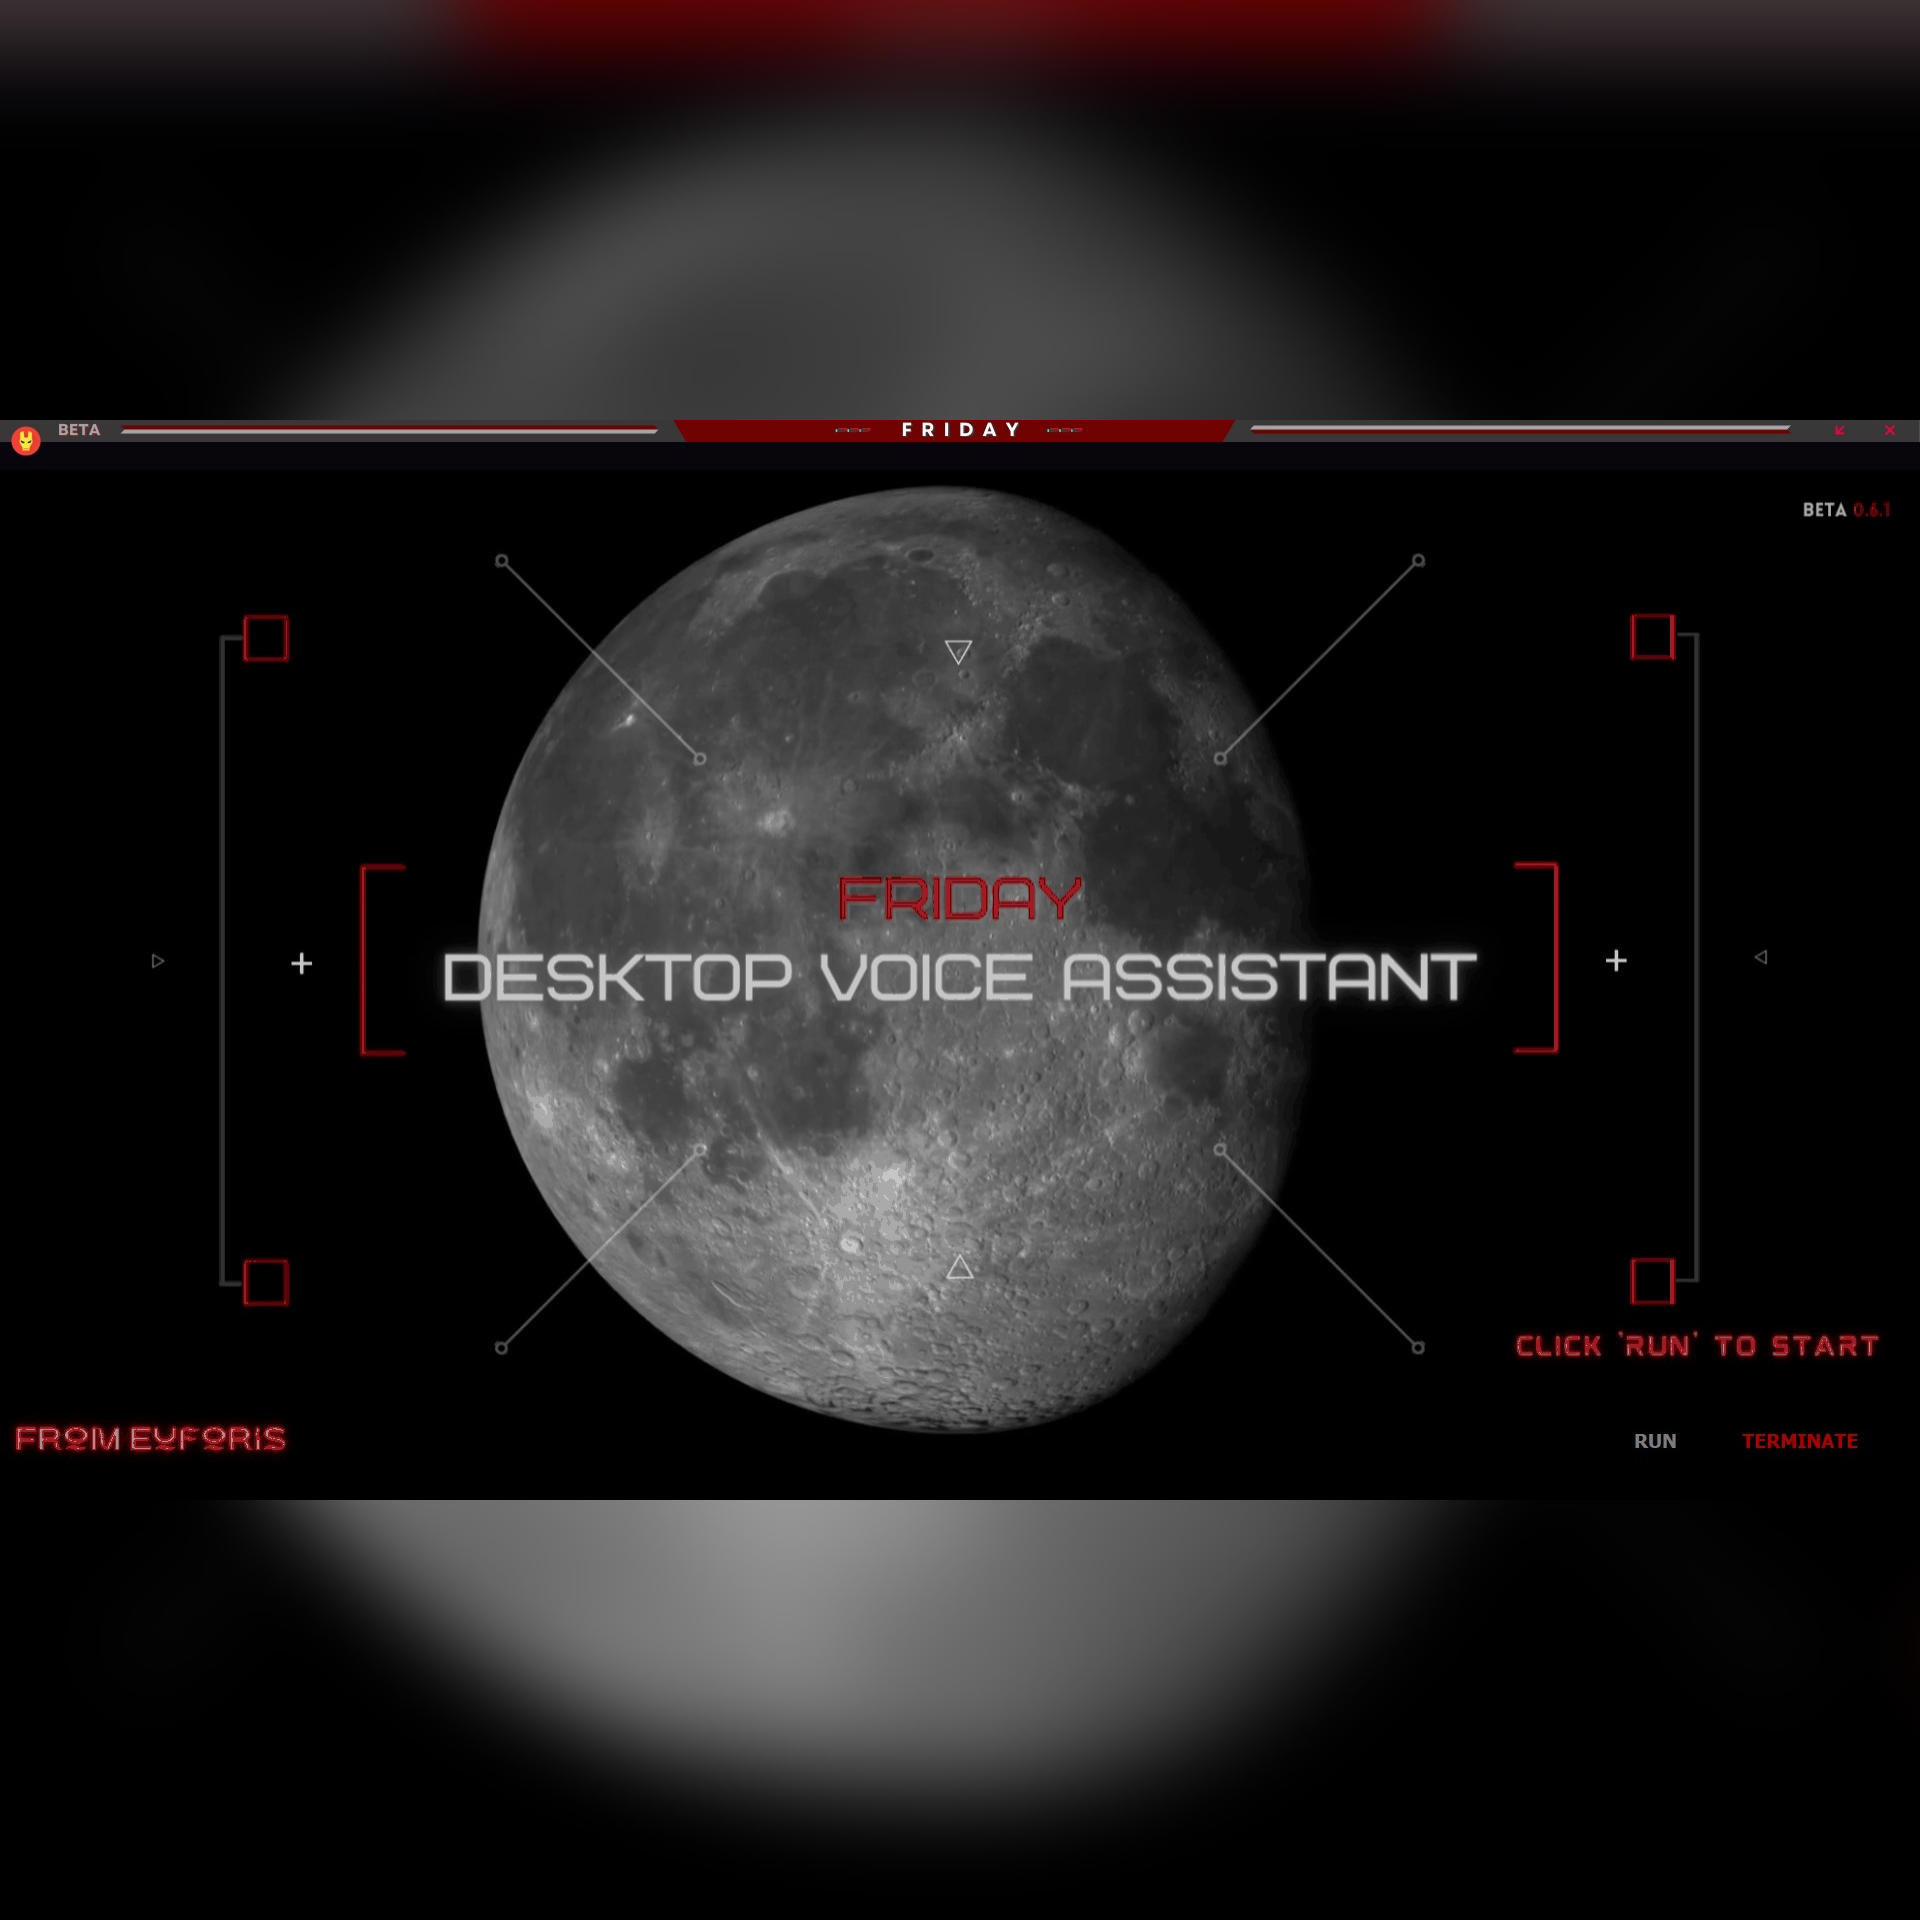 BETA
FRIDAY
BETA 0.6.1
FRIDAY
DESKTOP VOICE ASSISTANT
CLICK 'RUN' TO START
FROM EUFORIS
RUN
TERMINATE